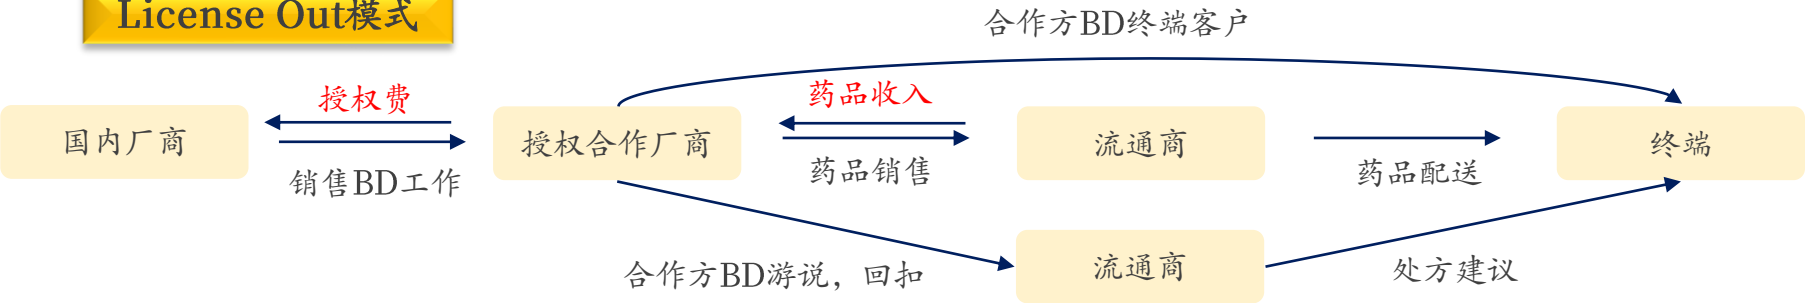 License Out模式
合作方BD终端客户
授权费
药品收入
国内厂商
授权合作厂商
流通商
终端
销售BD工作
药品销售
药品配送
合作方BD游说，回扣
流通商
处方建议